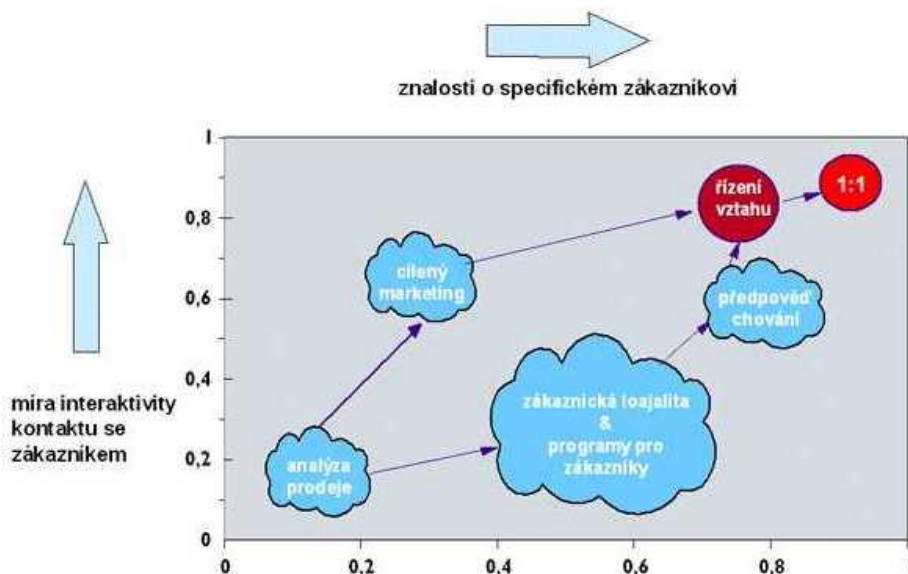 znalosti o specifickém zákazníkovi
1
0,8
0,6
0,4
0,2
0
míra interaktivity
kontaktu se
zákazníkem
řízení
vztahu
1:1
cílený
marketing
předpověď
chování
zákaznická loajalita
&
programy pro
zákazníky
analýza
prodeje
0
0,2
0,4
0,6
0,8